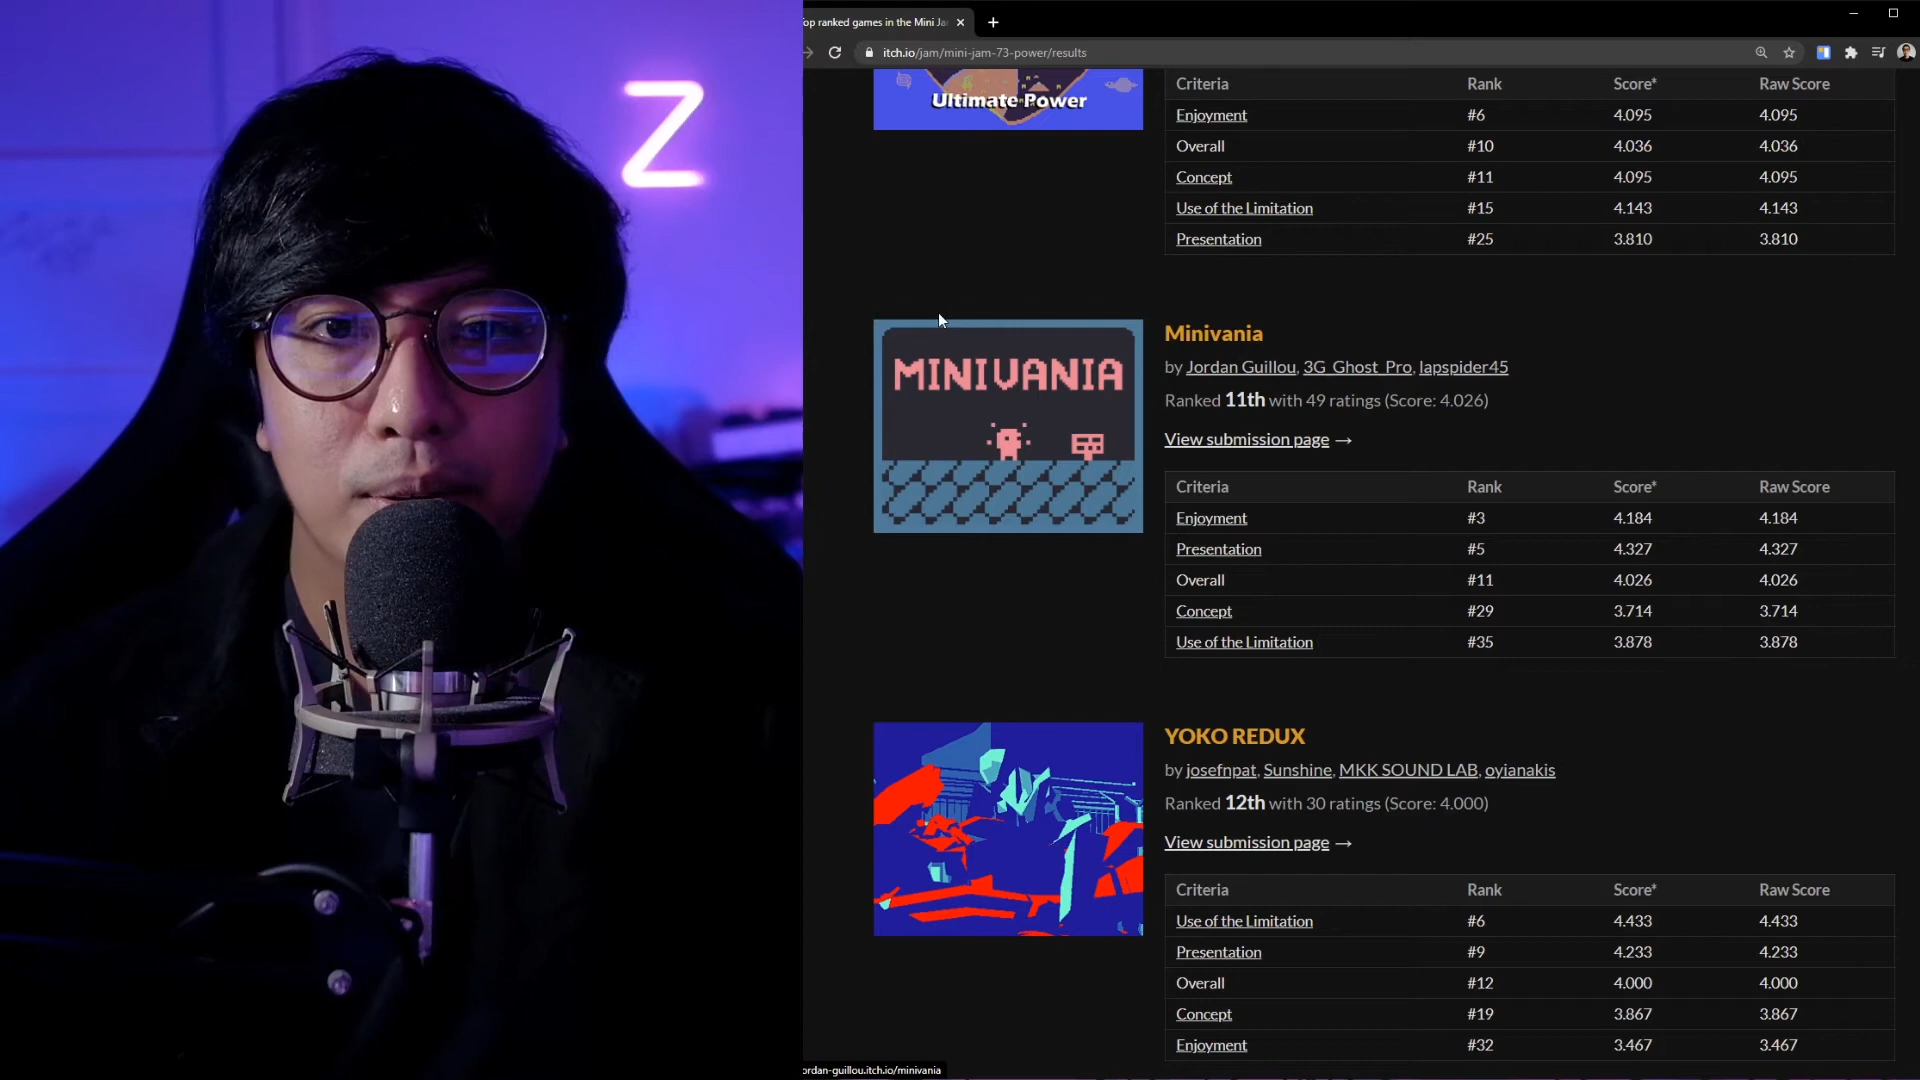 Z
op ranked games in the Mini Ja
itch.io/jam/mini-jam-73-power/results
Ultimate Power
Criteria Rank Score* Raw Score
Enjoyment #6 4.095 4.095
Overall #10 4.036 4.036
Concept #11 4.095 4.095
Use of the Limitation #15 4.143 4.143
Presentation #25 3.810 3.810
MINIVANIA
Minivania
by Jordan Guillou, 3G_Ghost_Pro, lapspider45
Ranked 11th with 49 ratings (Score: 4.026)
View submission page →
Criteria Rank Score* Raw Score
Enjoyment #3 4.184 4.184
Presentation #5 4.327 4.327
Overall #11 4.026 4.026
Concept #29 3.714 3.714
Use of the Limitation #35 3.878 3.878
YOKO REDUX
by josefnpat, Sunshine, MKK SOUND LAB, oyianakis
Ranked 12th with 30 ratings (Score: 4.000)
View submission page →
Criteria Rank Score* Raw Score
Use of the Limitation #6 4.433 4.433
Presentation #9 4.233 4.233
Overall #12 4.000 4.000
Concept #19 3.867 3.867
Enjoyment #32 3.467 3.467
ordan-guillou.itch.io/minivania